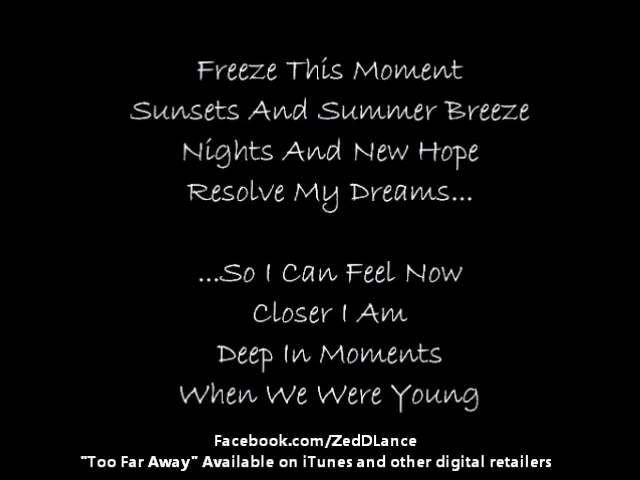 Freeze This Moment
Sunsets And Summer Breeze
Nights And New Hope
Resolve My Dreams...
...So I Can Feel Now
Closer I Am
Deep In Moments
When We Were Young
Facebook.com/ZedDLance
"Too Far Away" Available on iTunes and other digital retailers